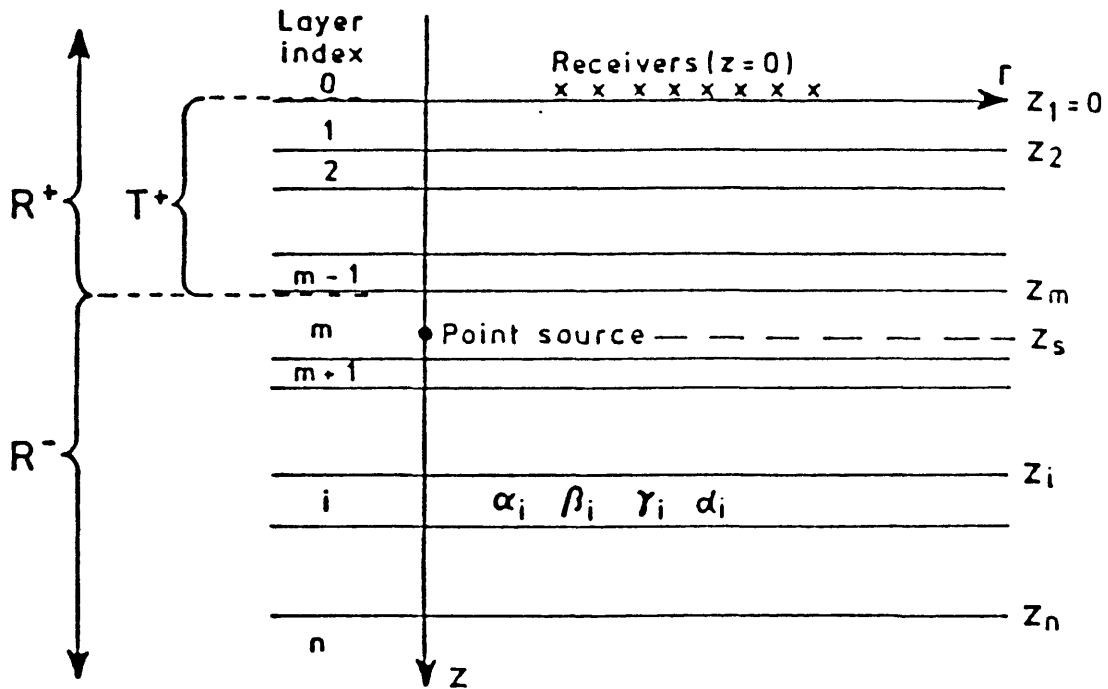 Layer
index
0
Receivers (z=0)
x x x x x x x x
r
Z₁=0
1
Z₂
2
R⁺
T⁺
m - 1
Zₘ
m
Point source
Zₛ
m + 1
R⁻
Zᵢ
i
αᵢ βᵢ γᵢ dᵢ
Zₙ
n
z